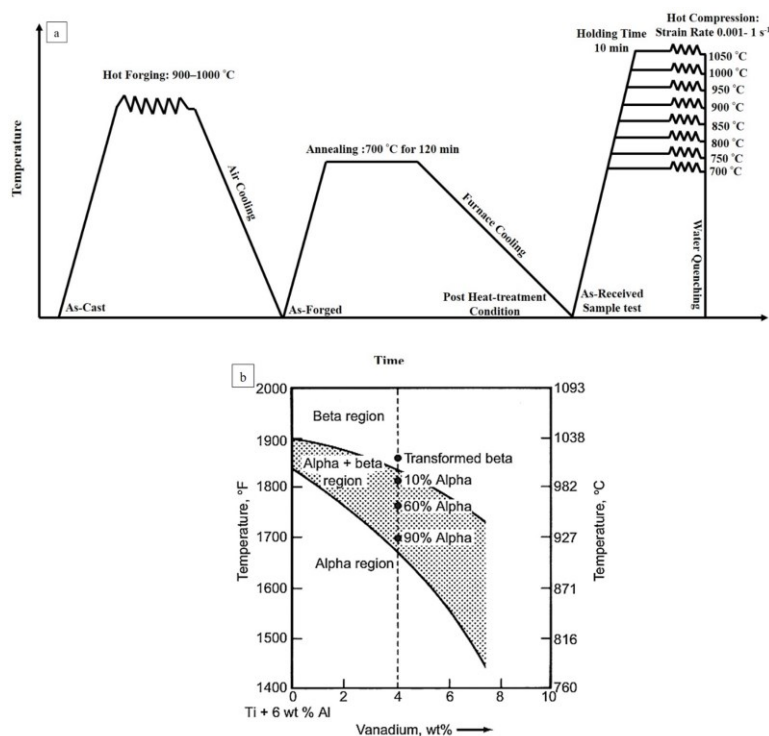 a
Hot Compression:
Holding Time Strain Rate 0.001- 1 s-1
10 min
1050 °C
Hot Forging: 900–1000 °C
1000 °C
950 °C
900 °C
850 °C
Annealing :700 °C for 120 min
800 °C
750 °C
700 °C
Temperature
Air Cooling
Furnace Cooling
Water Quenching
As-Cast
As-Forged
Post Heat-treatment
Condition
As-Received
Sample test
Time
b
2000
1093
Beta region
1900
1038
Transformed beta
Alpha + beta
region
10% Alpha
1800
982
60% Alpha
1700
90% Alpha
927
Alpha region
1600
871
1500
816
1400
760
Temperature, °F
Temperature, °C
0 2 4 6 8 10
Ti + 6 wt % Al
Vanadium, wt%